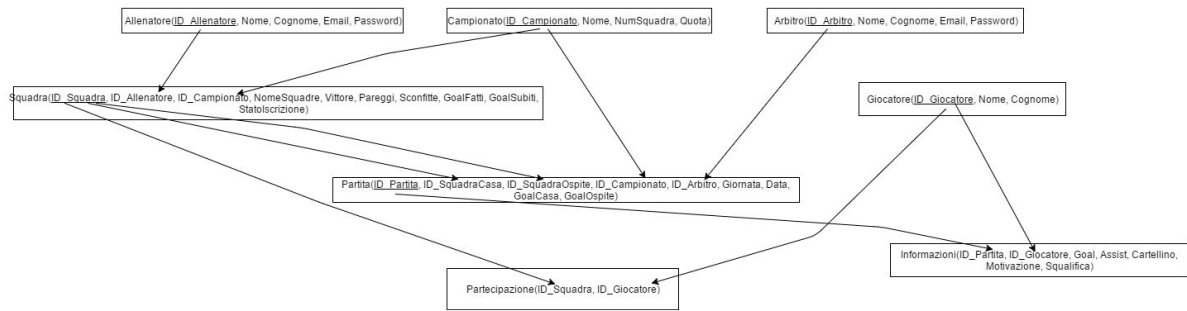 Allenatore(ID_Allenatore, Nome, Cognome, Email, Password)
Campionato(ID_Campionato, Nome, NumSquadra, Quota)
Arbitro(ID_Arbitro, Nome, Cognome, Email, Password)
Squadra(ID_Squadra, ID_Allenatore, ID_Campionato, NomeSquadre, Vittore, Pareggi, Sconfitte, GoalFatti, GoalSubiti,
StatoIscrizione)
Giocatore(ID_Giocatore, Nome, Cognome)
Partita(ID_Partita, ID_SquadraCasa, ID_SquadraOspite, ID_Campionato, ID_Arbitro, Giornata, Data,
GoalCasa, GoalOspite)
Informazioni(ID_Partita, ID_Giocatore, Goal, Assist, Cartellino,
Motivazione, Squalifica)
Partecipazione(ID_Squadra, ID_Giocatore)